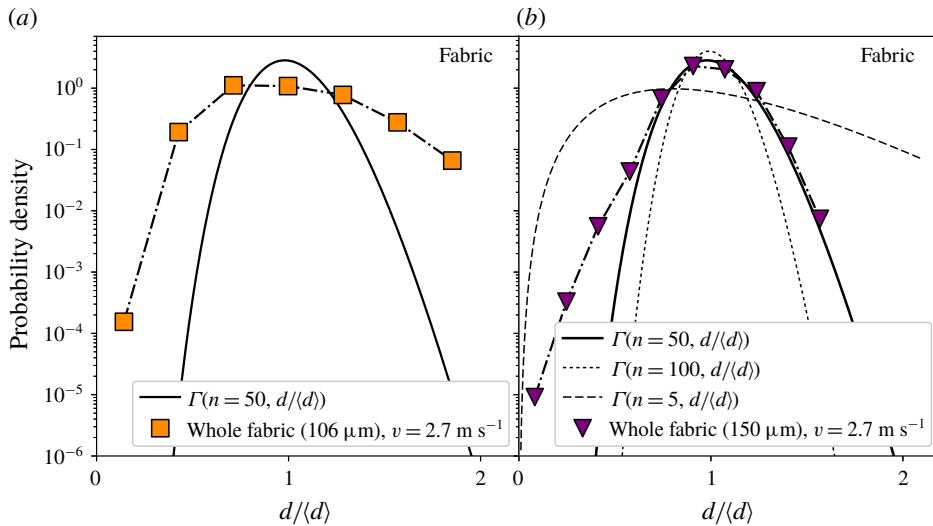 (a)
(b)
Fabric
Fabric
10⁰
10⁻¹
10⁻²
10⁻³
10⁻⁴
10⁻⁵
10⁻⁶
Probability density
Γ(n = 50, d/⟨d⟩)
Whole fabric (106 μm), v = 2.7 m s⁻¹
Γ(n = 50, d/⟨d⟩)
Γ(n = 100, d/⟨d⟩)
Γ(n = 5, d/⟨d⟩)
Whole fabric (150 μm), v = 2.7 m s⁻¹
0 1 2 0 1 2
d/⟨d⟩ d/⟨d⟩